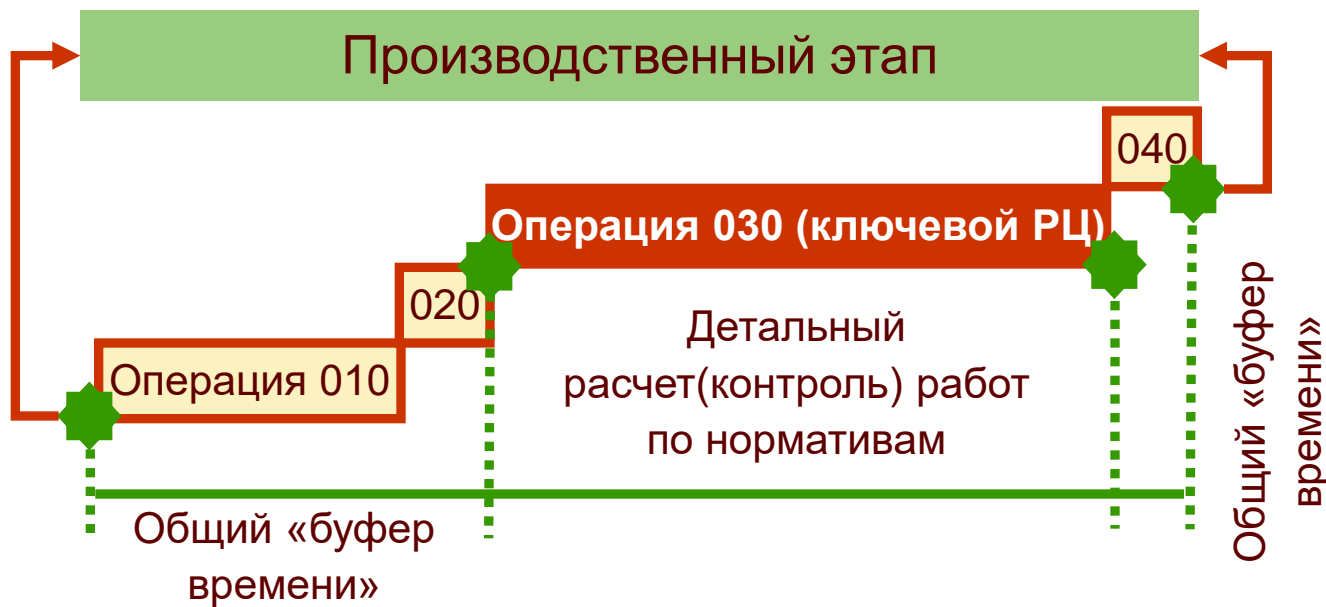 Производственный этап
040
Операция 030 (ключевой РЦ)
020
Операция 010
Детальный
расчет(контроль) работ
по нормативам
Общий «буфер
времени»
Общий «буфер
времени»